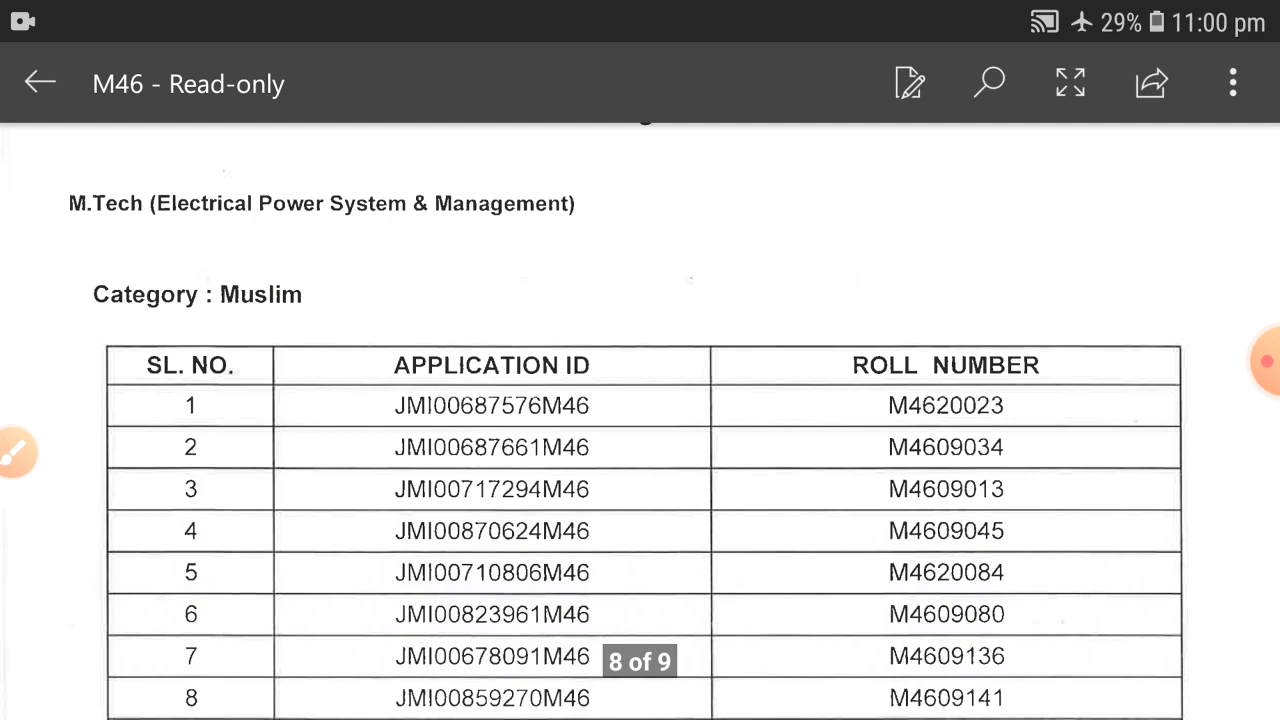 29% 11:00 pm
M46 - Read-only
M.Tech (Electrical Power System & Management)
Category : Muslim
SL. NO. APPLICATION ID ROLL NUMBER
1 JMI00687576M46 M4620023
2 JMI00687661M46 M4609034
3 JMI00717294M46 M4609013
4 JMI00870624M46 M4609045
5 JMI00710806M46 M4620084
6 JMI00823961M46 M4609080
7 JMI00678091M46 M4609136
8 of 9
8 JMI00859270M46 M4609141